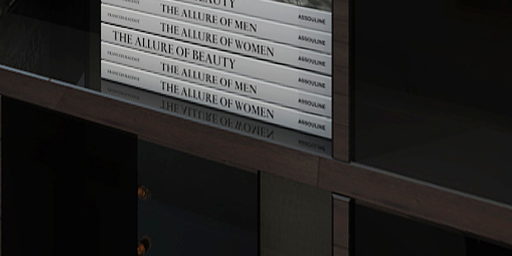 BEAUTY
THE ALLURE OF MEN ASSOULINE
THE ALLURE OF WOMEN ASSOULINE
THE ALLURE OF BEAUTY
THE ALLURE OF MEN ASSOULINE
THE ALLURE OF WOMEN ASSOULINE